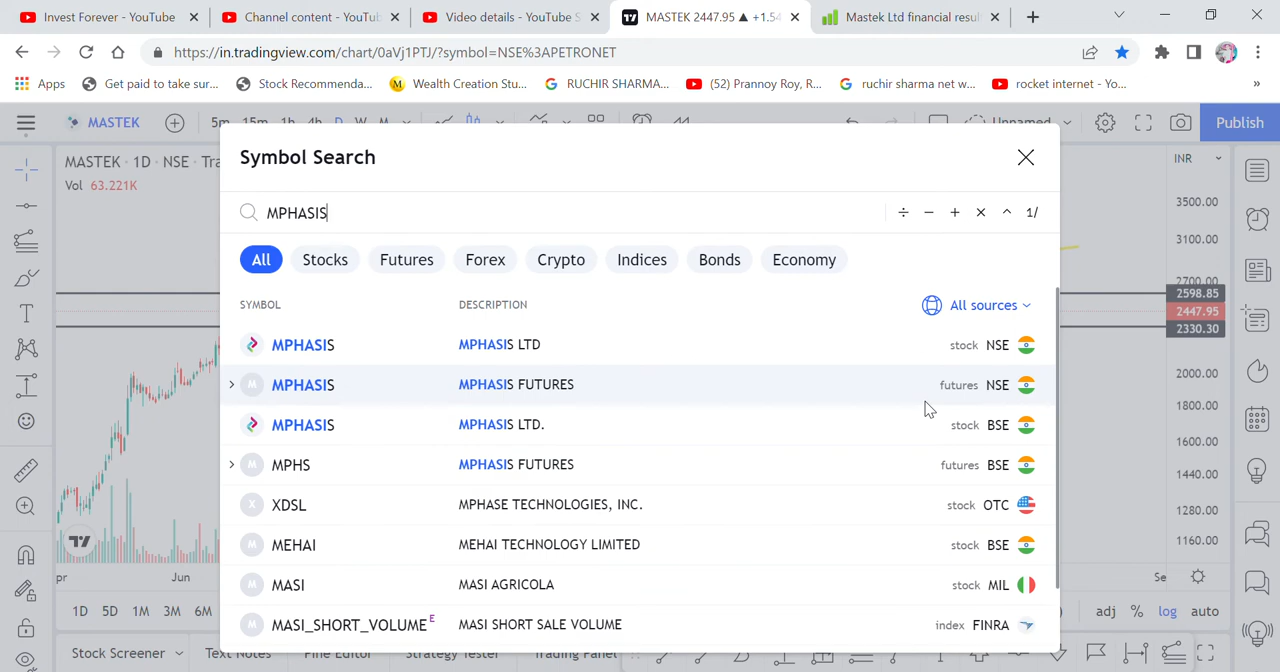 Invest Forever - YouTube
Channel content - YouTub
Video details - YouTube S
MASTEK 2447.95 ▲ +1.54
Mastek Ltd financial resul
https://in.tradingview.com/chart/0aVj1PTJ/?symbol=NSE%3APETRONET
Apps
Get paid to take sur...
Stock Recommenda...
Wealth Creation Stu...
RUCHIR SHARMA...
(52) Prannoy Roy, R...
ruchir sharma net w...
rocket internet - Yo...
»
MASTEK
5m 15m 1h 4h D W M
Unnamed
Publish
MASTEK · 1D · NSE · Tra
Vol 63.221K
INR
Symbol Search
MPHASIS
÷ − + × ^ 1/
All
Stocks
Futures
Forex
Crypto
Indices
Bonds
Economy
SYMBOL DESCRIPTION
All sources
MPHASIS MPHASIS LTD stock NSE
MPHASIS MPHASIS FUTURES futures NSE
MPHASIS MPHASIS LTD. stock BSE
M MPHS MPHASIS FUTURES futures BSE
X XDSL MPHASE TECHNOLOGIES, INC. stock OTC
M MEHAI MEHAI TECHNOLOGY LIMITED stock BSE
M MASI MASI AGRICOLA stock MIL
M MASI_SHORT_VOLUME E MASI SHORT SALE VOLUME index FINRA
3500.00
3100.00
2700.00
2598.85
2447.95
2330.30
2000.00
1800.00
1600.00
1440.00
1280.00
1160.00
pr
Jun
Se
1D 5D 1M 3M 6M
adj % log auto
Stock Screener
Text Notes
Pine Editor
Strategy Tester
Trading Panel